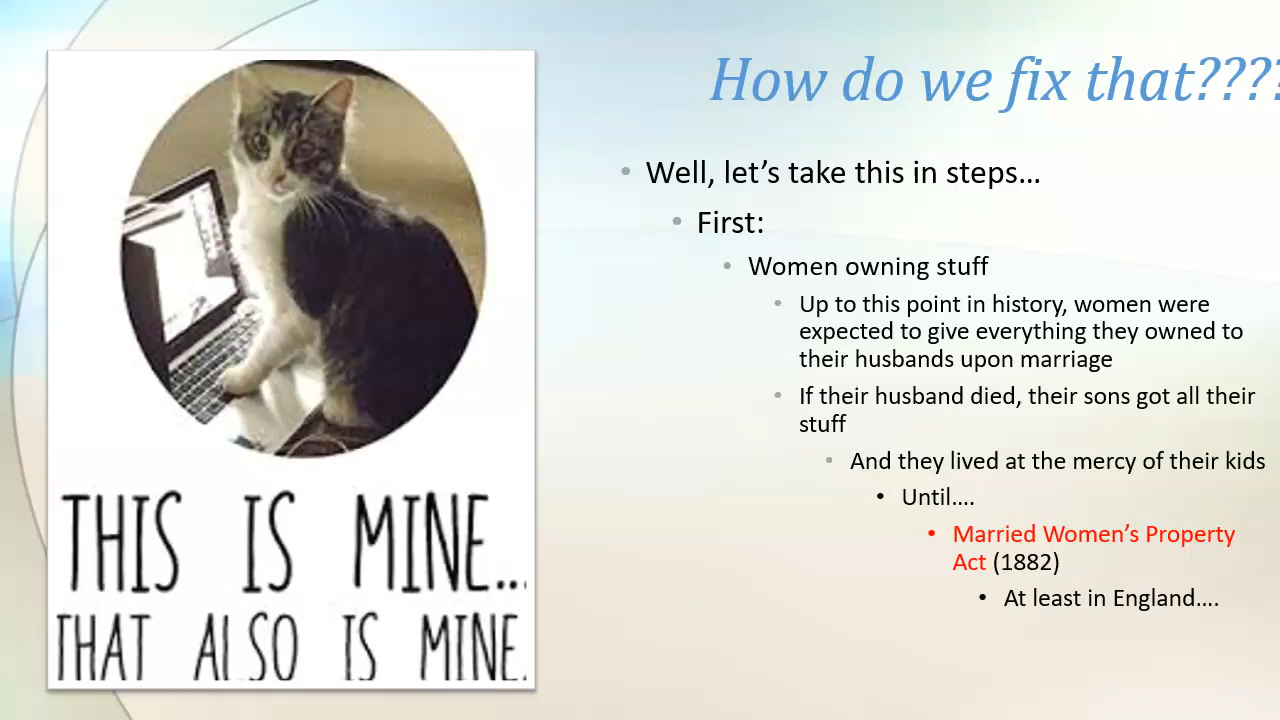 How do we fix that????
• Well, let’s take this in steps…
• First:
• Women owning stuff
• Up to this point in history, women were
expected to give everything they owned to
their husbands upon marriage
• If their husband died, their sons got all their
stuff
• And they lived at the mercy of their kids
• Until….
• Married Women’s Property
Act (1882)
• At least in England….
THIS IS MINE...
THAT ALSO IS MINE.